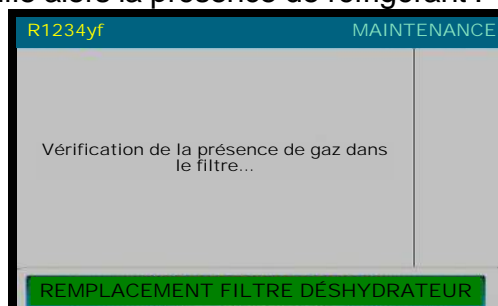 R1234yf MAINTENANCE
Vérification de la présence de gaz dans
le filtre...
REMPLACEMENT FILTRE DÉSHYDRATEUR